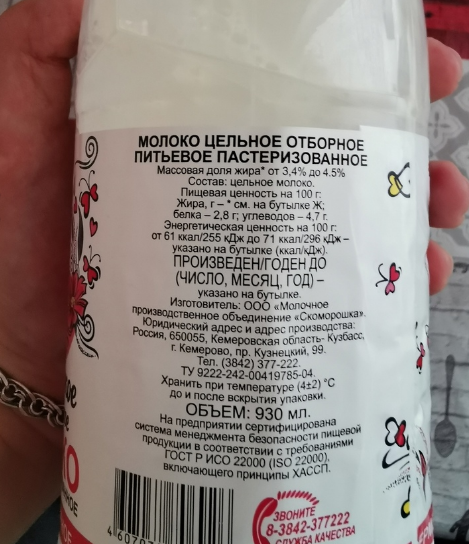 МОЛОКО ЦЕЛЬНОЕ ОТБОРНОЕ
ПИТЬЕВОЕ ПАСТЕРИЗОВАННОЕ
Массовая доля жира* от 3,4% до 4.5%
Состав: цельное молоко.
Пищевая ценность на 100 г:
Жира, г – * см. на бутылке Ж;
белка – 2,8 г; углеводов – 4,7 г.
Энергетическая ценность на 100 г:
от 61 ккал/255 кДж до 71 ккал/296 кДж –
указано на бутылке (ккал/кДж).
ПРОИЗВЕДЕН/ГОДЕН ДО
(ЧИСЛО, МЕСЯЦ, ГОД) –
указано на бутылке.
Изготовитель: ООО «Молочное
производственное объединение «Скоморошка».
Юридический адрес и адрес производства:
Россия, 650055, Кемеровская область- Кузбасс,
г. Кемерово, пр. Кузнецкий, 99.
Тел. (3842) 377-222.
ТУ 9222-242-00419785-04.
Хранить при температуре (4±2) °С
до и после вскрытия упаковки.
ОБЪЕМ: 930 мл.
На предприятии сертифицирована
система менеджмента безопасности пищевой
продукции в соответствии с требованиями
ГОСТ Р ИСО 22000 (ISO 22000),
включающего принципы ХАССП.
ЗВОНИТЕ
8-3842-377222
СЛУЖБА КАЧЕСТВА